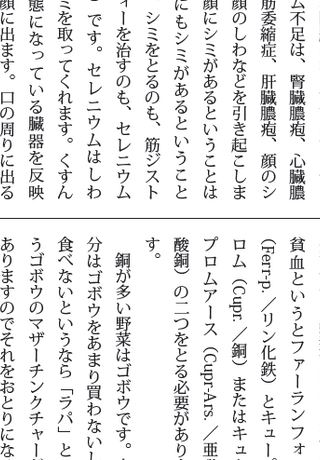 ム不足は、腎臓膿疱、心臓膿
筋委縮症、肝臓膿疱、顔のシ
顔のしわなどを引き起こしま
顔にシミがあるということは
にもシミがあるということ
シミをとるのも、筋ジスト
ィーを治すのも、セレニウム
です。セレニウムはしわ
ミを取ってくれます。くすん
態になっている臓器を反映
顔に出ます。口の周りに出る
貧血というとファーランフォ
（Ferr-p.／リン化鉄）とキュープ
ロム（Cupr.／銅）またはキュ
プロムアース（Cupr-Ars.／亜
酸銅）の二つをとる必要があり
す。
銅が多い野菜はゴボウです。
分はゴボウをあまり買わないし
食べないというなら「ラパ」と
うゴボウのマザーチンクチャー
ありますのでそれをおとりにな